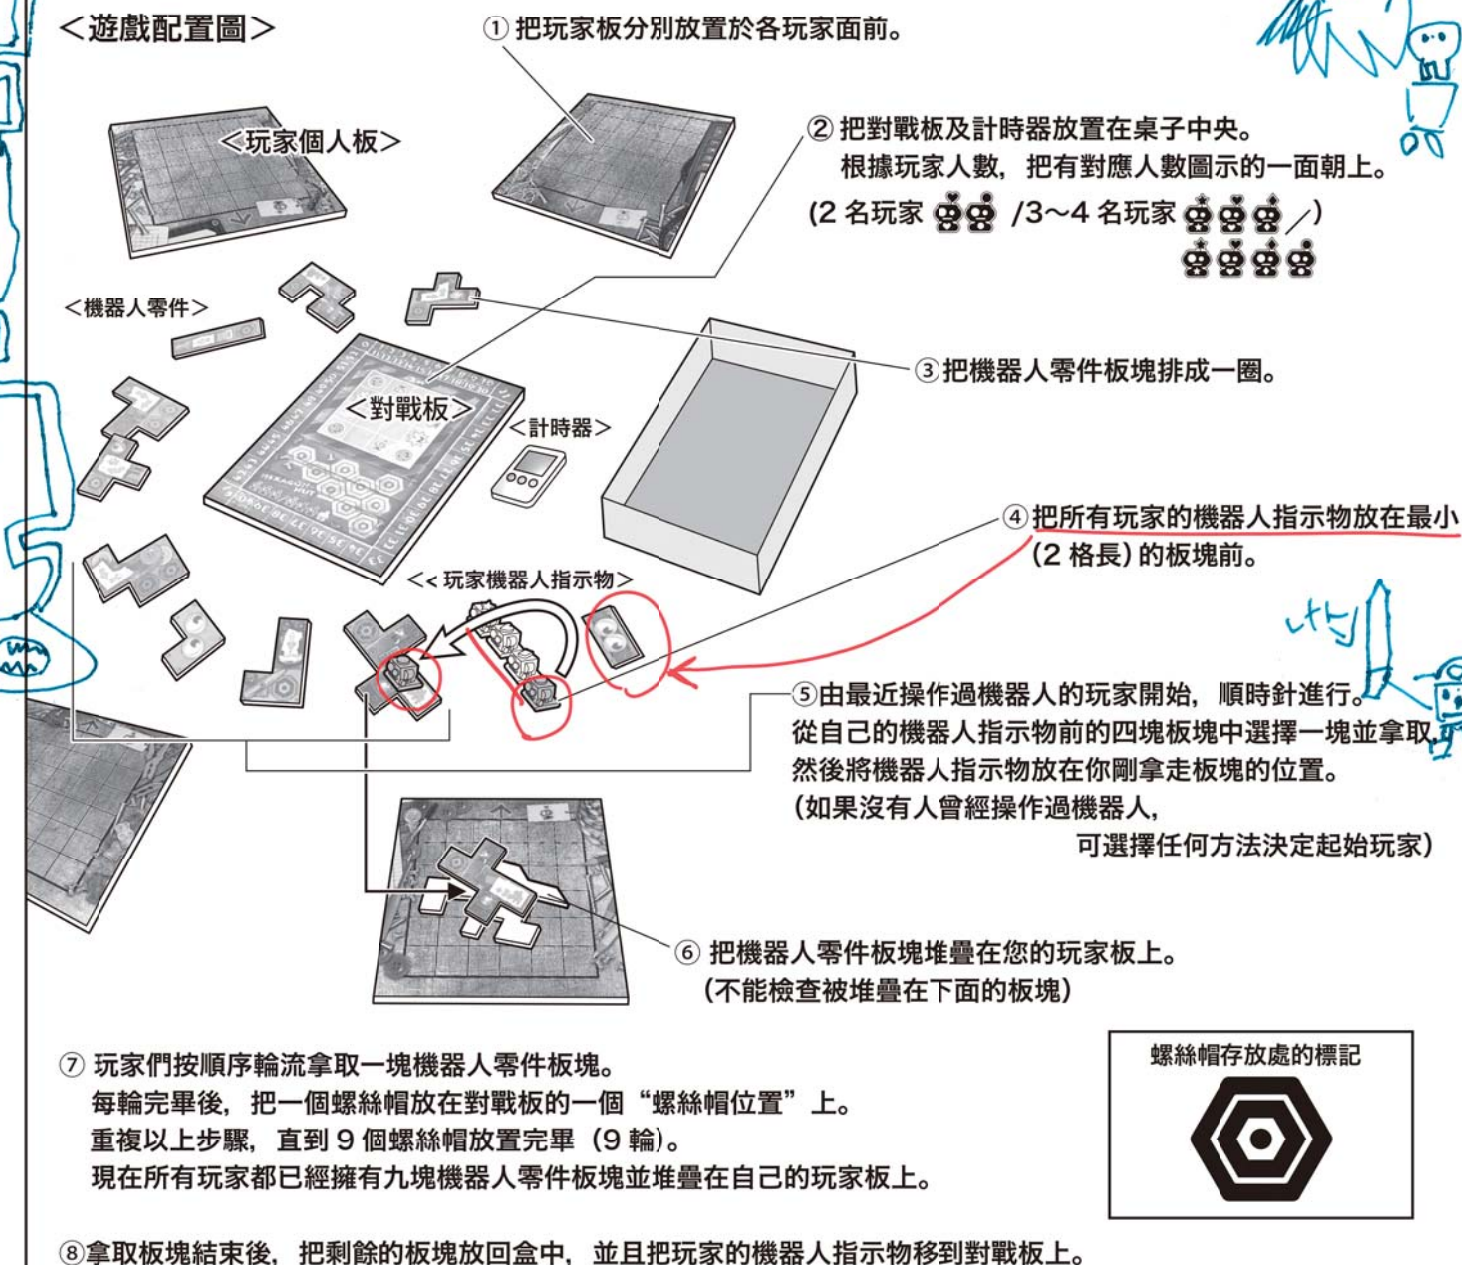 ＜遊戲配置圖＞
① 把玩家板分別放置於各玩家面前。
＜玩家個人板＞
② 把對戰板及計時器放置在桌子中央。
根據玩家人數，把有對應人數圖示的一面朝上。
(2 名玩家 /3～4 名玩家 ／)
＜機器人零件＞
③把機器人零件板塊排成一圈。
＜對戰板＞
＜計時器＞
④把所有玩家的機器人指示物放在最小
(2 格長)的板塊前。
＜< 玩家機器人指示物＞
⑤由最近操作過機器人的玩家開始，順時針進行。
從自己的機器人指示物前的四塊板塊中選擇一塊並拿取，
然後將機器人指示物放在你剛拿走板塊的位置。
(如果沒有人曾經操作過機器人，
可選擇任何方法決定起始玩家)
⑥ 把機器人零件板塊堆疊在您的玩家板上。
(不能檢查被堆疊在下面的板塊)
⑦ 玩家們按順序輪流拿取一塊機器人零件板塊。
每輪完畢後，把一個螺絲帽放在對戰板的一個“螺絲帽位置”上。
重複以上步驟，直到 9 個螺絲帽放置完畢（9 輪)。
現在所有玩家都已經擁有九塊機器人零件板塊並堆疊在自己的玩家板上。
螺絲帽存放處的標記
⑧拿取板塊結束後，把剩餘的板塊放回盒中，並且把玩家的機器人指示物移到對戰板上。